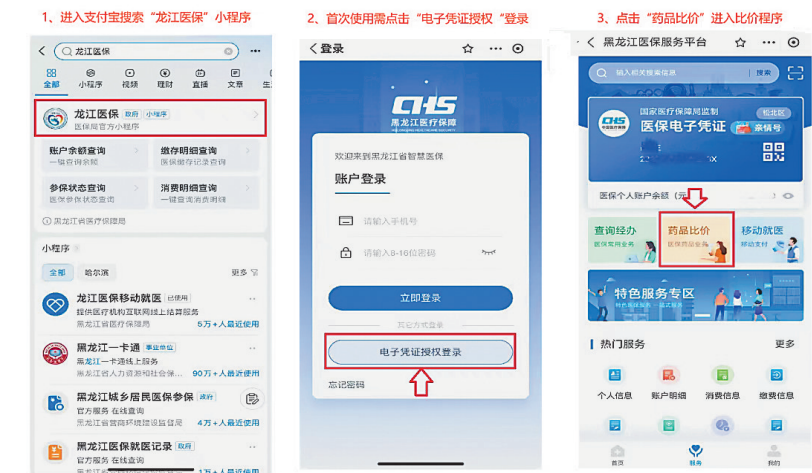 1、进入支付宝搜索“龙江医保”小程序
龙江医保
全部 小程序 视频 理财 直播 文章 生
龙江医保 政府 小程序
医保局官方小程序
账户余额查询
一键查询余额
缴存明细查询
医保缴存记录查询
参保状态查询
医保参保状态查询
消费明细查询
一键查询消费明细
黑龙江省医疗保障局
小程序
全部 哈尔滨 更多
龙江医保移动就医 已使用
提供医疗机构互联网线上结算服务
黑龙江省医疗保障局 5万+人最近使用
黑龙江一卡通 事业单位
黑龙江一卡通线上服务
黑龙江省人力资源和社会保... 90万+人最近使用
黑龙江城乡居民医保参保 政府
官方服务 在线查询
黑龙江省营商环境建设监督局 4万+人最近使用
黑龙江医保就医记录 政府
官方服务 在线查询
1万+人最近使用
2、首次使用需点击“电子凭证授权“登录
登录
CHS
黑龙江医疗保障
欢迎来到黑龙江省智慧医保
账户登录
请输入手机号
请输入8-16位密码
立即登录
其它方式登录
电子凭证授权登录
忘记密码
3、点击“药品比价”进入比价程序
黑龙江医保服务平台
输入相关搜索信息 搜索
国家医疗保障局监制
松北区
CHS
医保电子凭证
亲情号
医保个人账户余额（元
查询经办
医保常用业务
药品比价
医保药品业务
移动就医
移动支付
特色服务专区
热门服务 更多
个人信息 账户明细 消费信息 缴费信息
首页 服务 我的